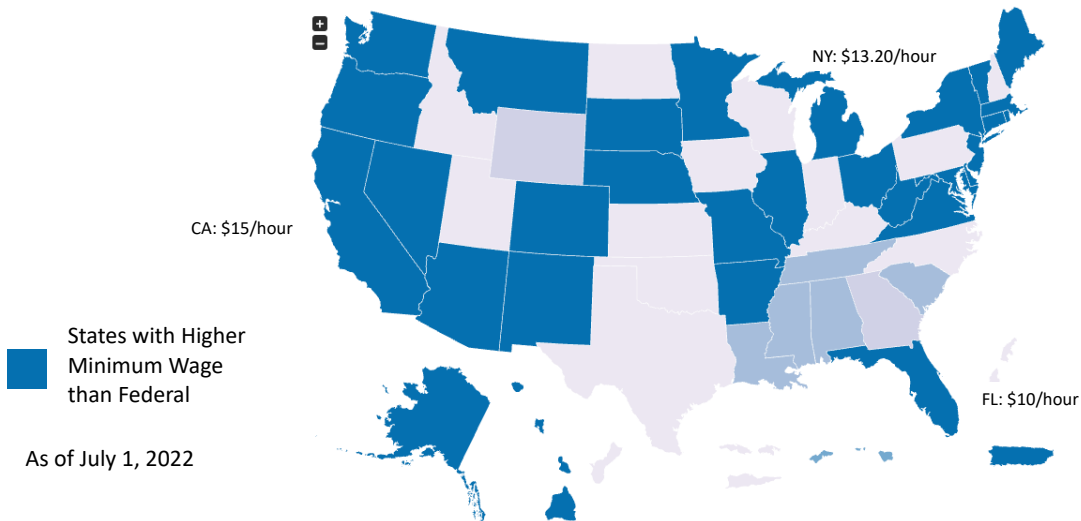 +
−
NY: $13.20/hour
CA: $15/hour
States with Higher
Minimum Wage
than Federal
FL: $10/hour
As of July 1, 2022